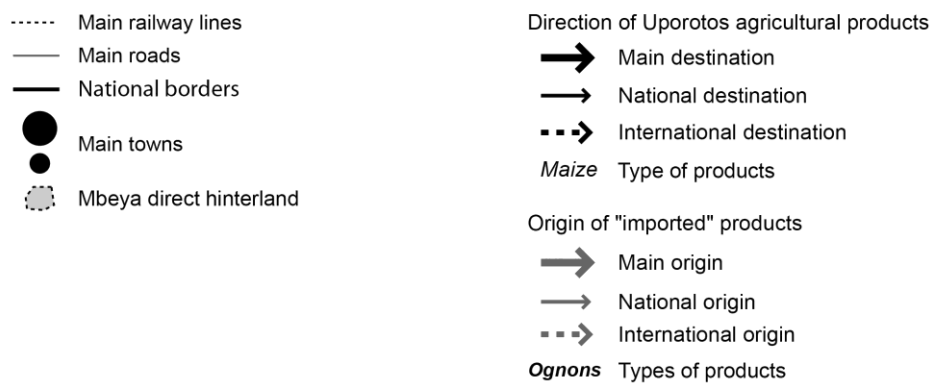 Main railway lines
Main roads
National borders
Main towns
Mbeya direct hinterland
Direction of Uporotos agricultural products
Main destination
National destination
International destination
Maize Type of products
Origin of "imported" products
Main origin
National origin
International origin
Ognons Types of products